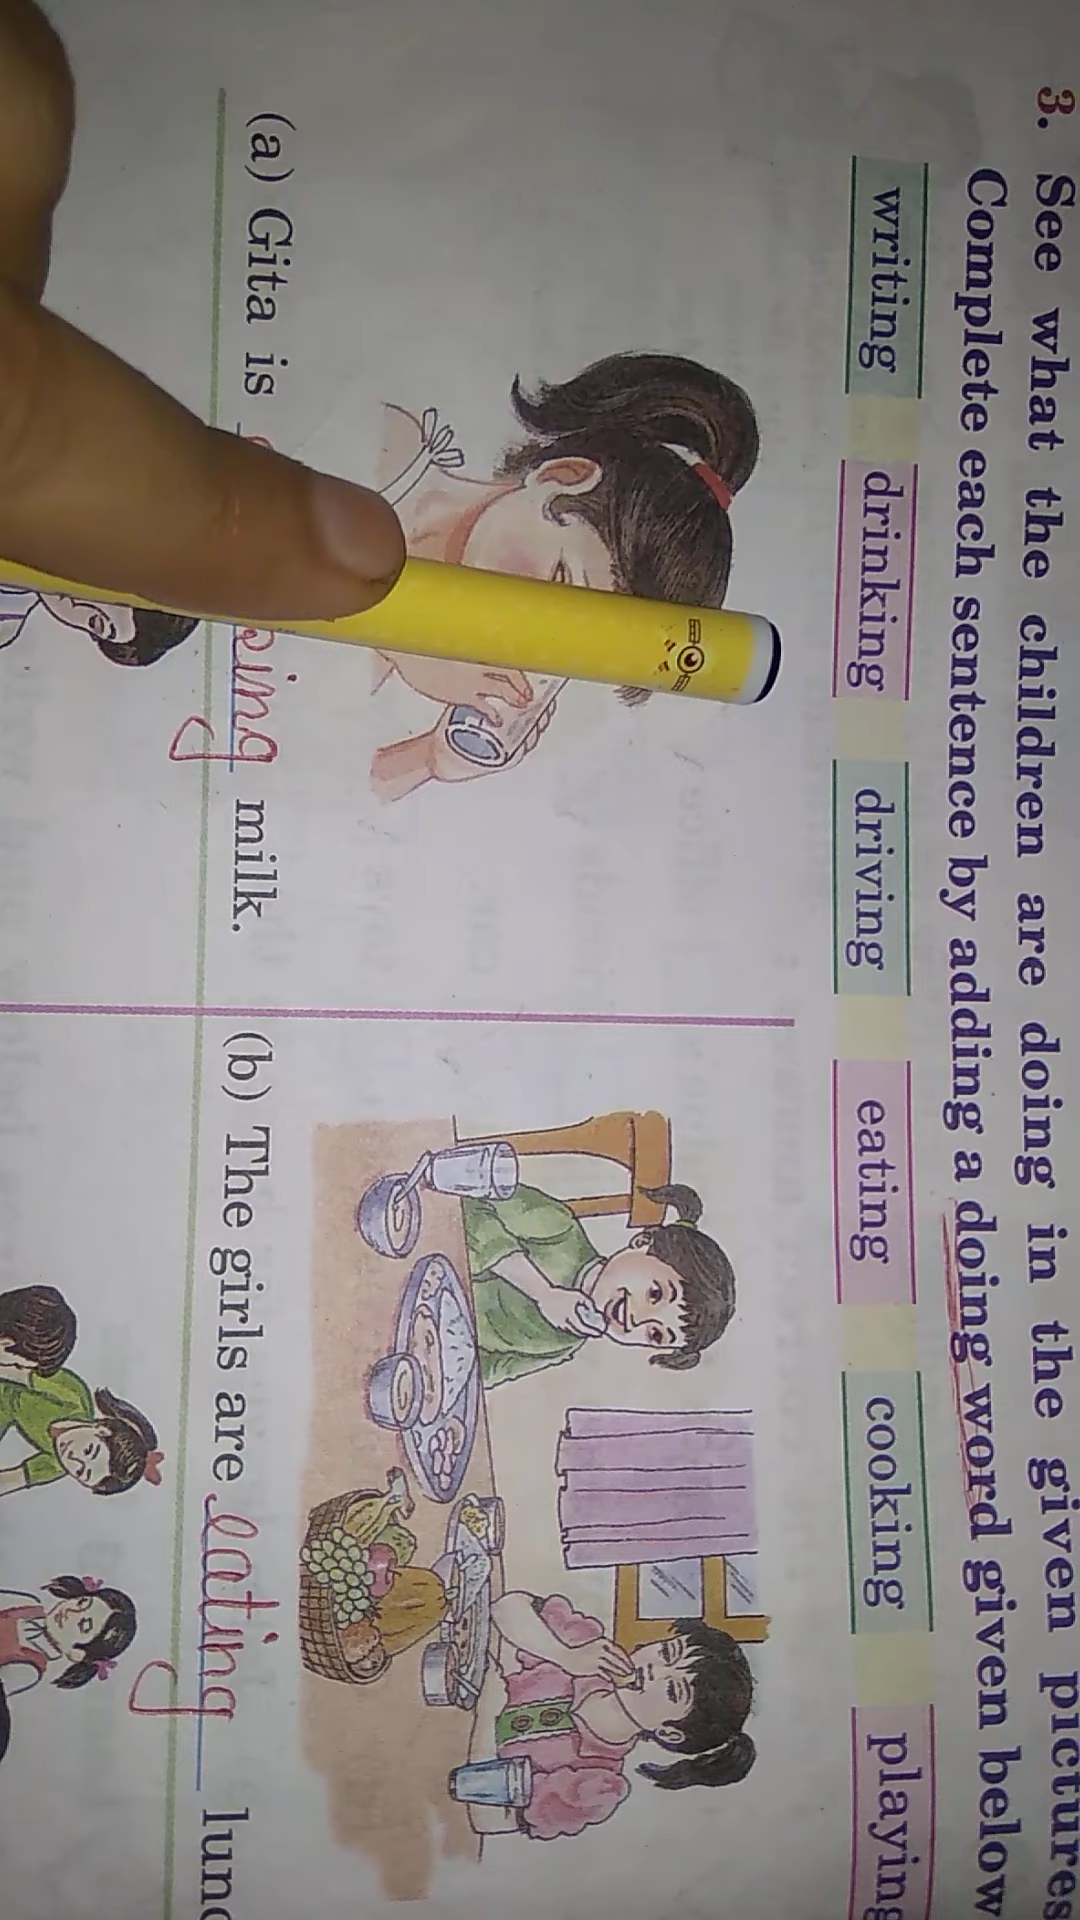 3. See what the children are doing in the given pictures
Complete each sentence by adding a doing word given below
writing drinking driving eating cooking playing
(a) Gita is milk.
(b) The girls are eating